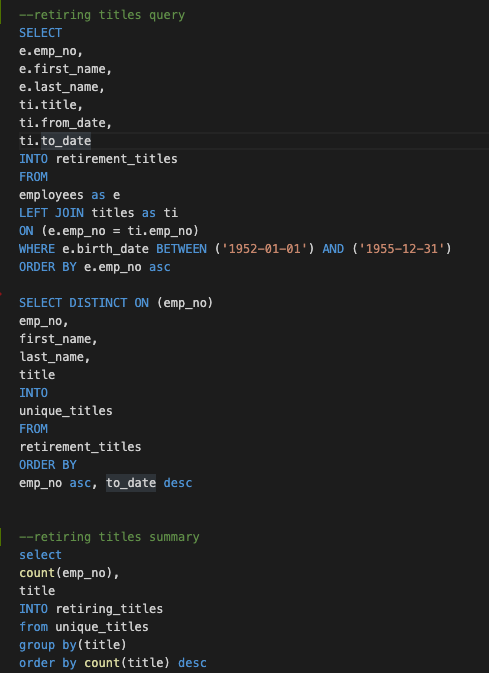 --retiring titles query
SELECT
e.emp_no,
e.first_name,
e.last_name,
ti.title,
ti.from_date,
ti.to_date
INTO retirement_titles
FROM
employees as e
LEFT JOIN titles as ti
ON (e.emp_no = ti.emp_no)
WHERE e.birth_date BETWEEN ('1952-01-01') AND ('1955-12-31')
ORDER BY e.emp_no asc
SELECT DISTINCT ON (emp_no)
emp_no,
first_name,
last_name,
title
INTO
unique_titles
FROM
retirement_titles
ORDER BY
emp_no asc, to_date desc
--retiring titles summary
select
count(emp_no),
title
INTO retiring_titles
from unique_titles
group by(title)
order by count(title) desc